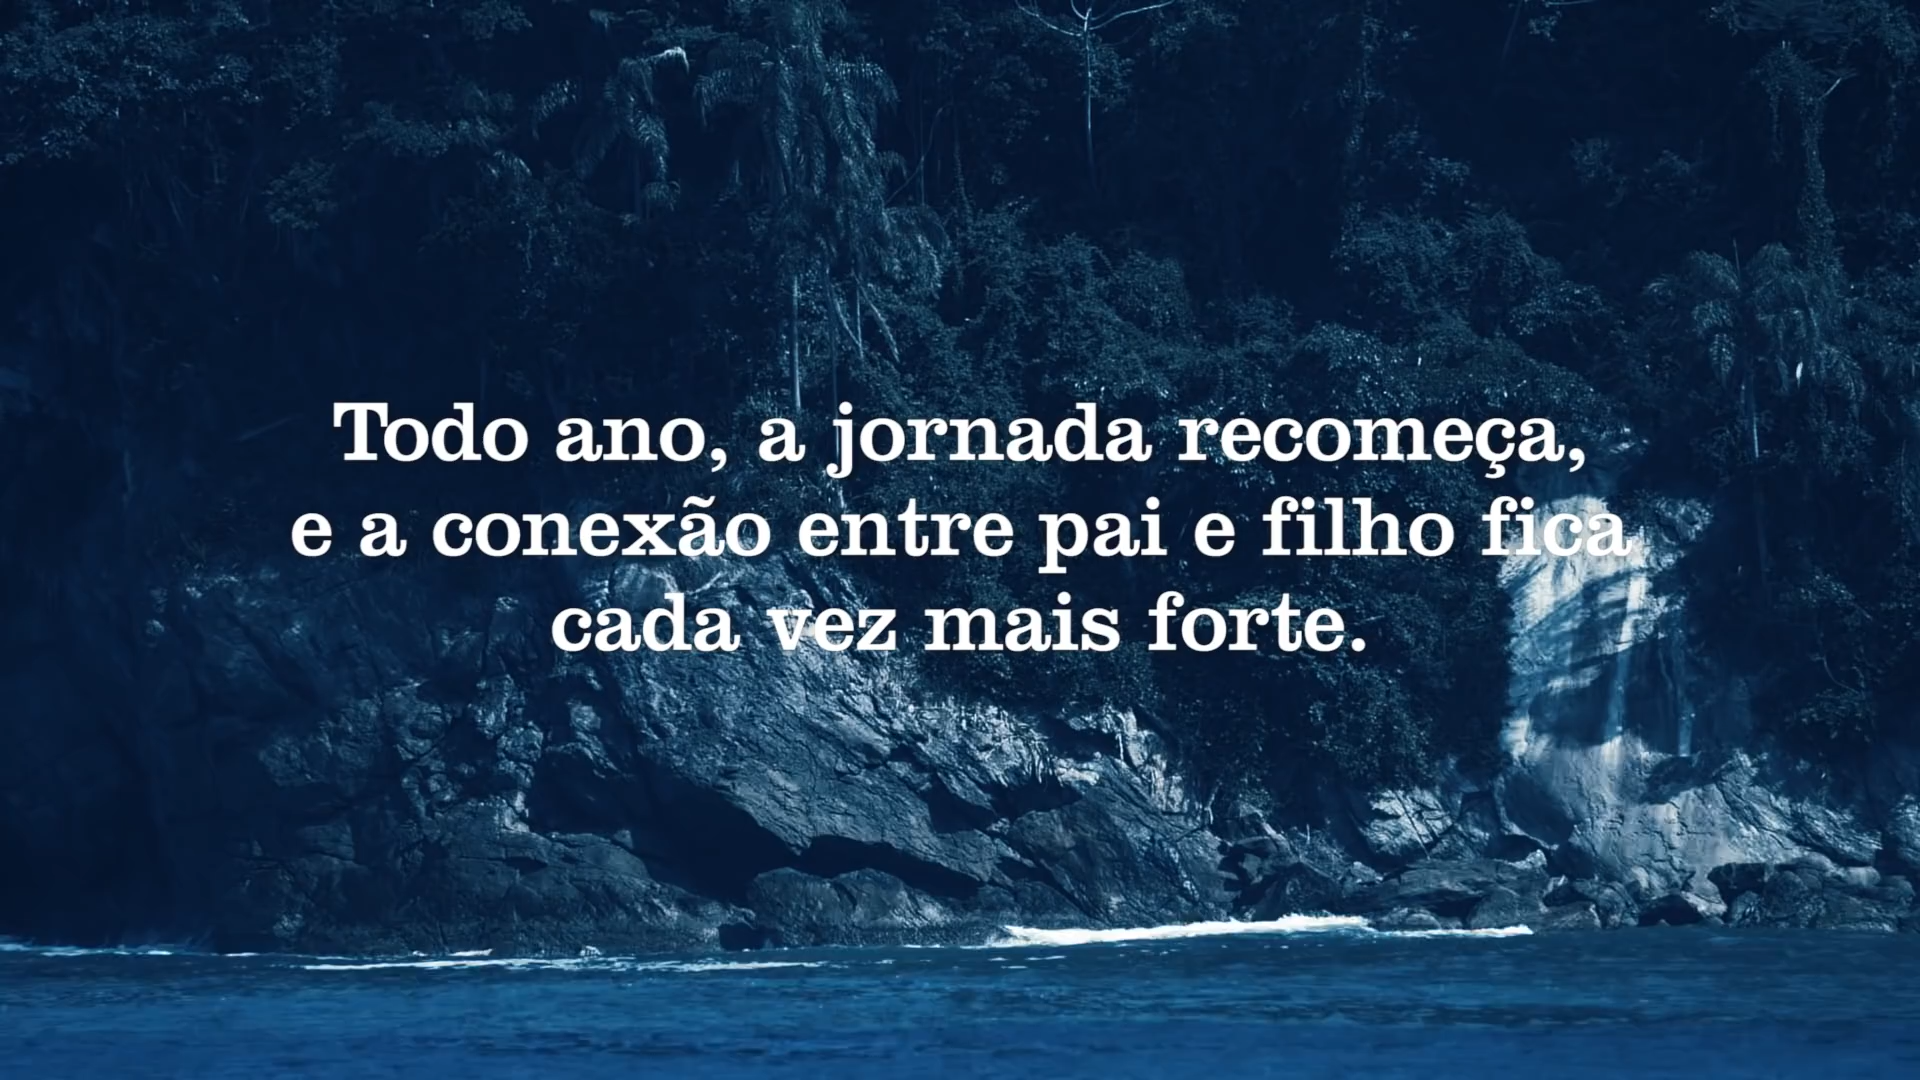 Todo ano, a jornada recomeça,
e a conexão entre pai e filho fica
cada vez mais forte.